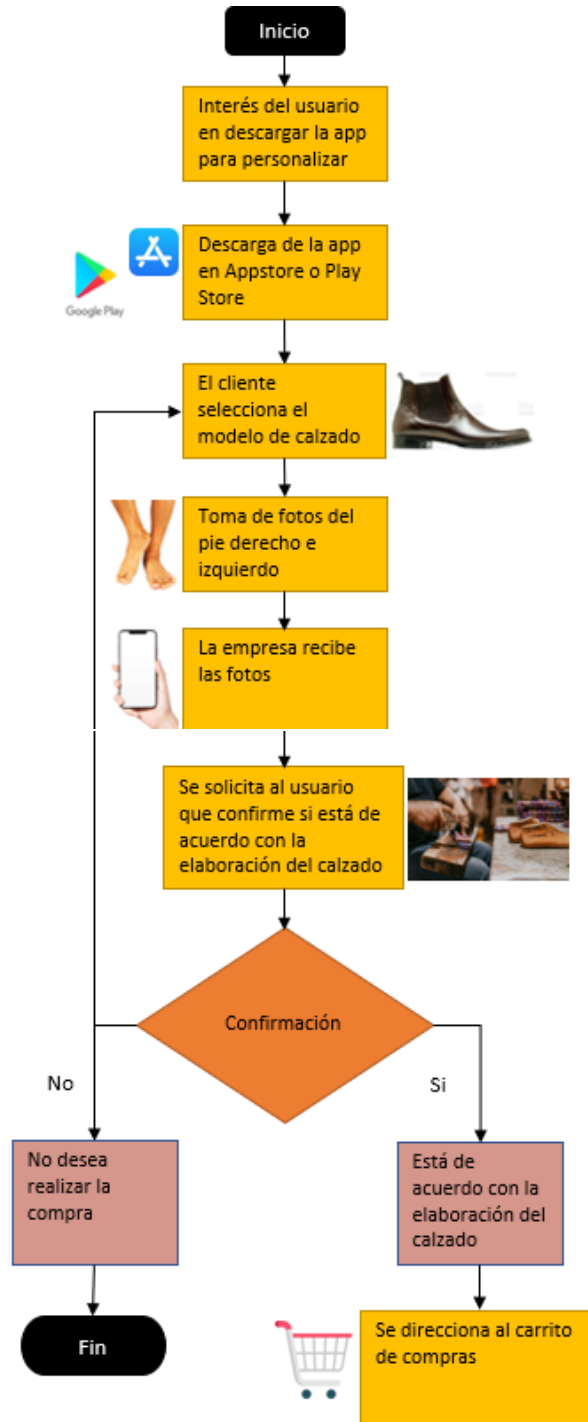 Inicio
Interés del usuario
en descargar la app
para personalizar
Descarga de la app
en Appstore o Play
Store
Google Play
El cliente
selecciona el
modelo de calzado
Toma de fotos del
pie derecho e
izquierdo
La empresa recibe
las fotos
Se solicita al usuario
que confirme si está de
acuerdo con la
elaboración del calzado
Confirmación
No
Si
No desea
realizar la
compra
Está de
acuerdo con la
elaboración del
calzado
Fin
Se direcciona al carrito
de compras